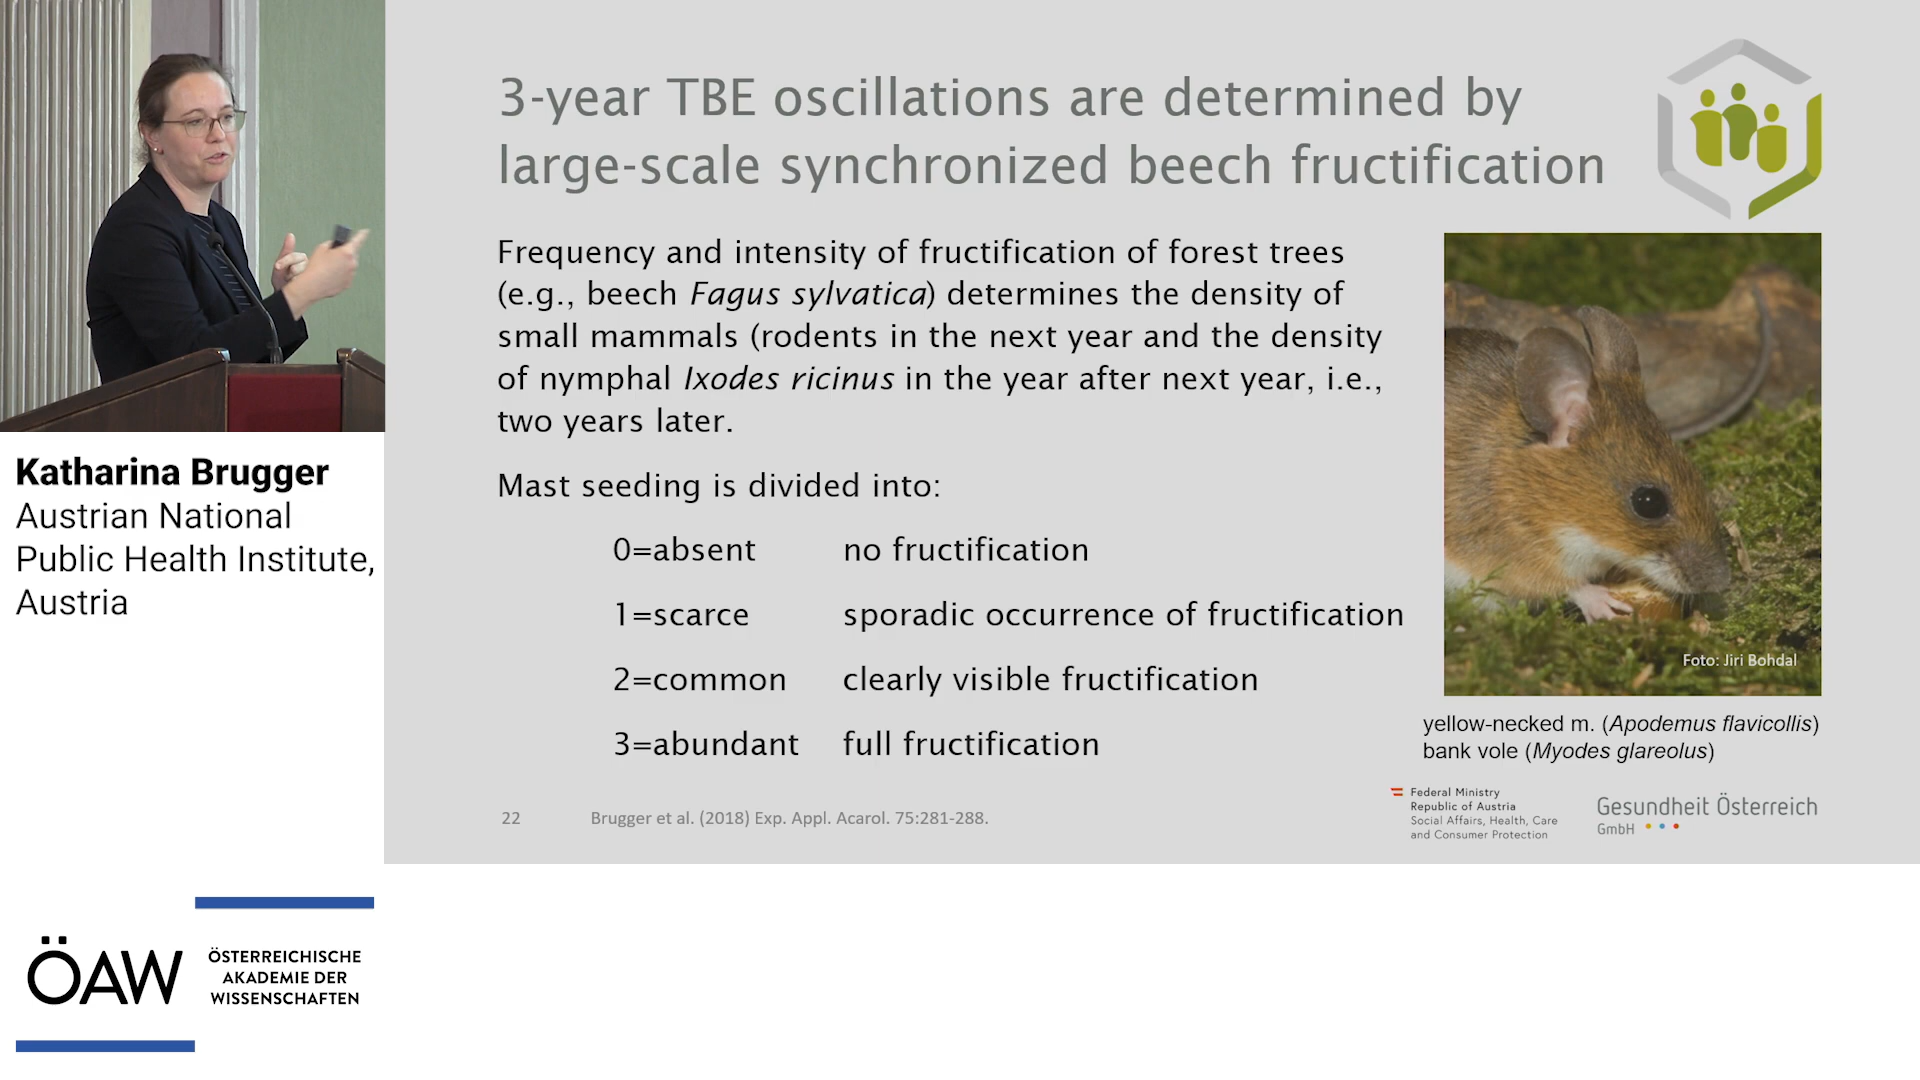 3-year TBE oscillations are determined by
large-scale synchronized beech fructification
Frequency and intensity of fructification of forest trees
(e.g., beech Fagus sylvatica) determines the density of
small mammals (rodents in the next year and the density
of nymphal Ixodes ricinus in the year after next year, i.e.,
two years later.
Mast seeding is divided into:
0=absent no fructification
1=scarce sporadic occurrence of fructification
2=common clearly visible fructification
3=abundant full fructification
Foto: Jiri Bohdal
yellow-necked m. (Apodemus flavicollis)
bank vole (Myodes glareolus)
22 Brugger et al. (2018) Exp. Appl. Acarol. 75:281-288.
Federal Ministry
Republic of Austria
Social Affairs, Health, Care
and Consumer Protection
Gesundheit Österreich
GmbH
Katharina Brugger
Austrian National
Public Health Institute,
Austria
ÖAW
ÖSTERREICHISCHE
AKADEMIE DER
WISSENSCHAFTEN